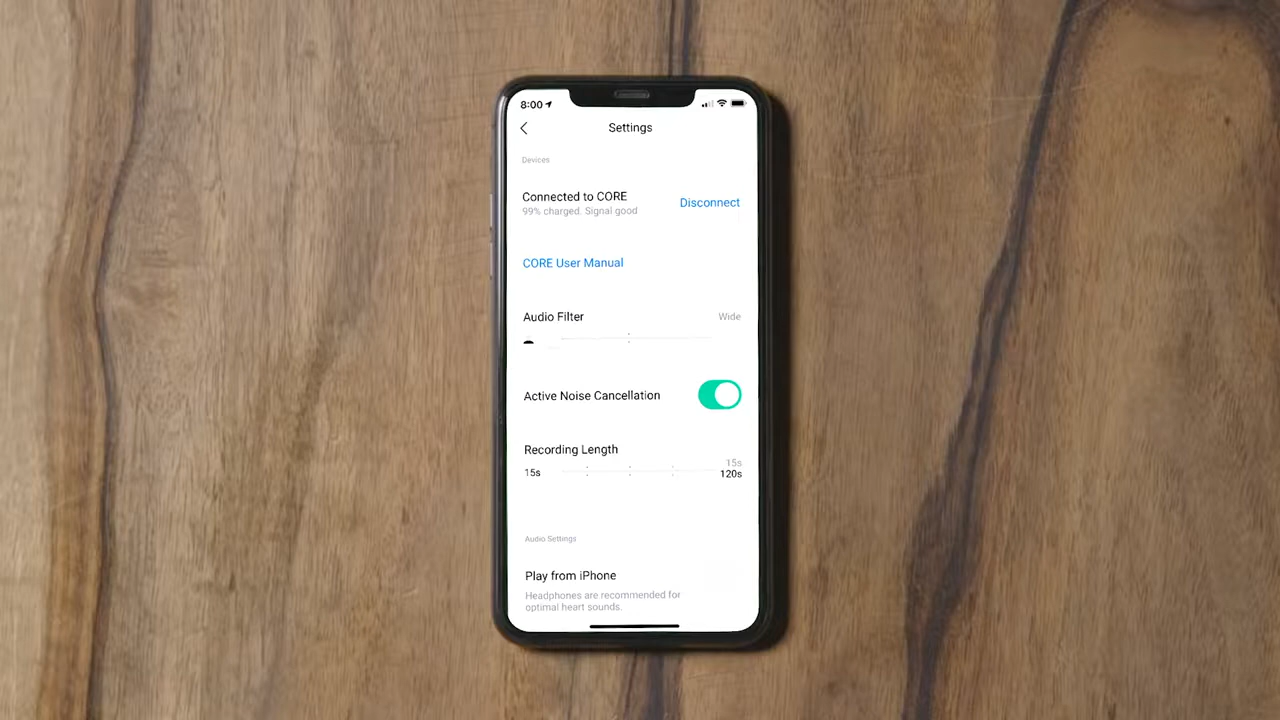 8:00
Settings
Devices
Connected to CORE
99% charged. Signal good
Disconnect
CORE User Manual
Audio Filter
Wide
Active Noise Cancellation
Recording Length
15s
15s
120s
Audio Settings
Play from iPhone
Headphones are recommended for
optimal heart sounds.